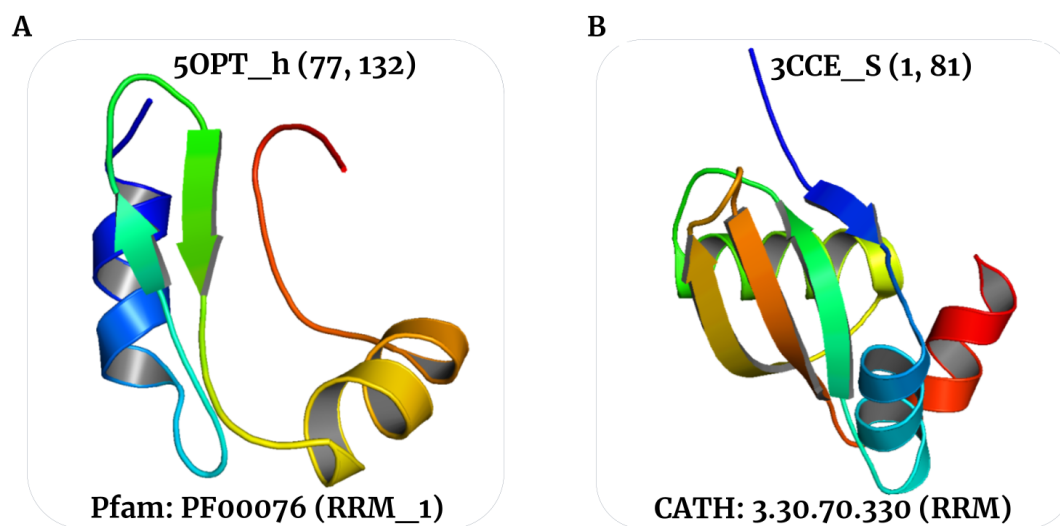 A
5OPT_h (77, 132)
Pfam: PF00076 (RRM_1)
B
3CCE_S (1, 81)
CATH: 3.30.70.330 (RRM)